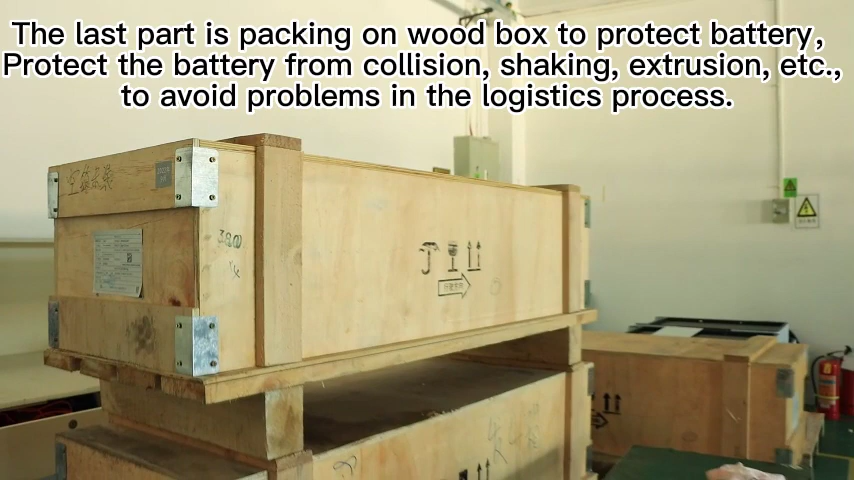 The last part is packing on wood box to protect battery,
Protect the battery from collision, shaking, extrusion, etc.,
to avoid problems in the logistics process.